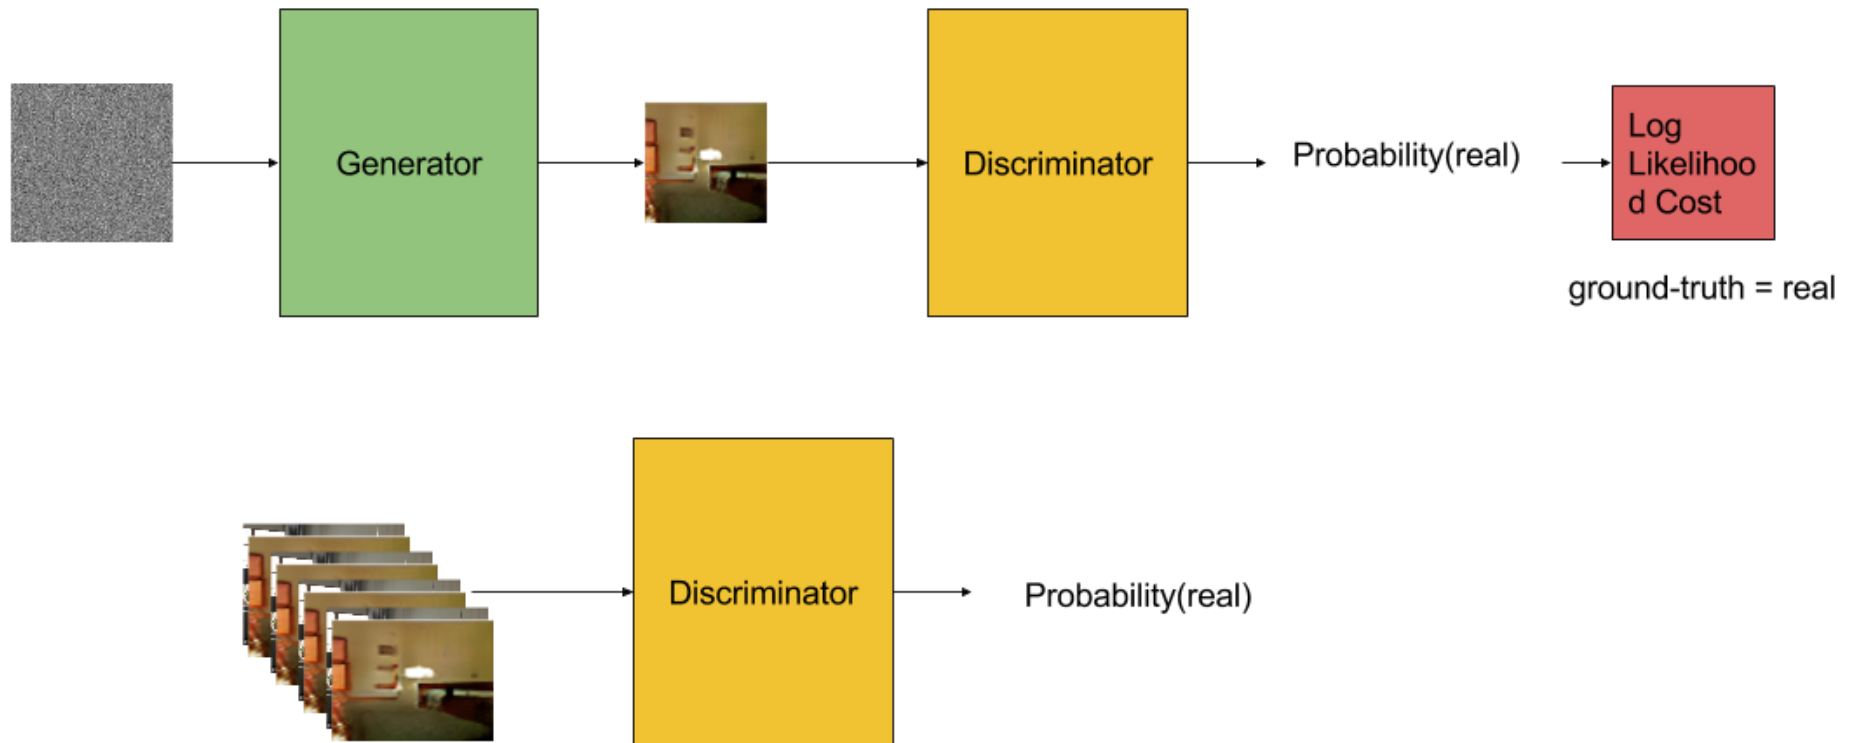 Generator
Discriminator
Probability(real)
Log
Likelihoo
d Cost
ground-truth = real
Discriminator
Probability(real)